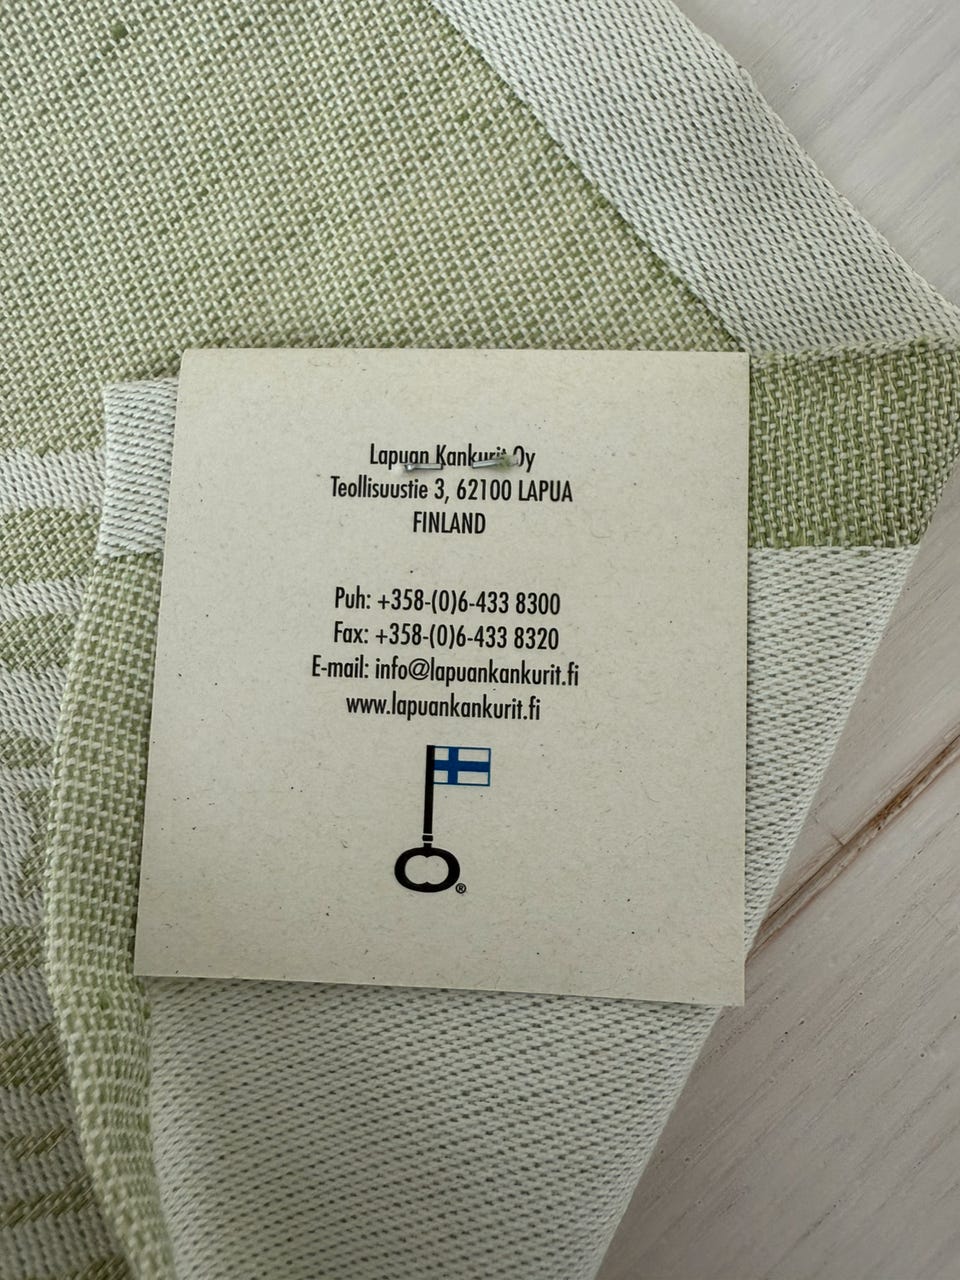 Lapuan Kankurit Oy
Teollisuustie 3, 62100 LAPUA
FINLAND
Puh: +358-(0)6-433 8300
Fax: +358-(0)6-433 8320
E-mail: info@lapuankankurit.fi
www.lapuankankurit.fi
®